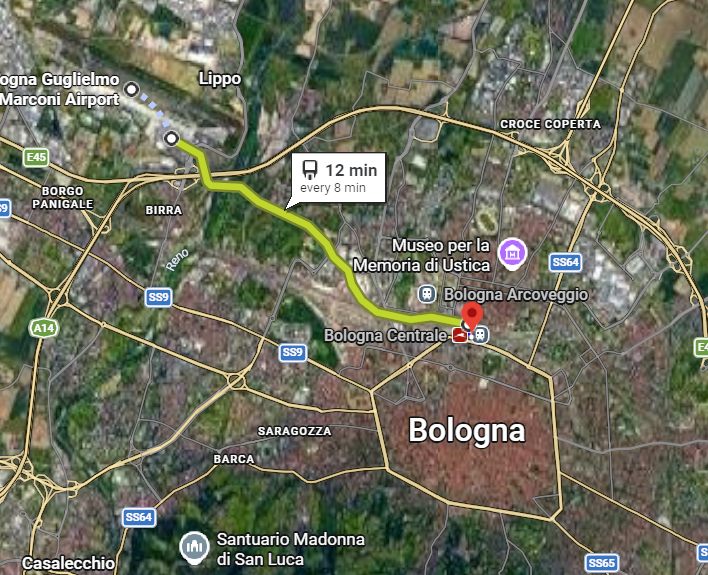 ogna Guglielmo
Marconi Airport
Lippo
CROCE COPERTA
E45
12 min
every 8 min
BORGO
PANIGALE
S9
BIRRA
Reno
Museo per la
Memoria di Ustica
SS64
SS9
Bologna Arcoveggio
A14
Bologna Centrale
SS9
E4
Bologna
SARAGOZZA
BARCA
SS64
Santuario Madonna
di San Luca
Casalecchio
SS65
S